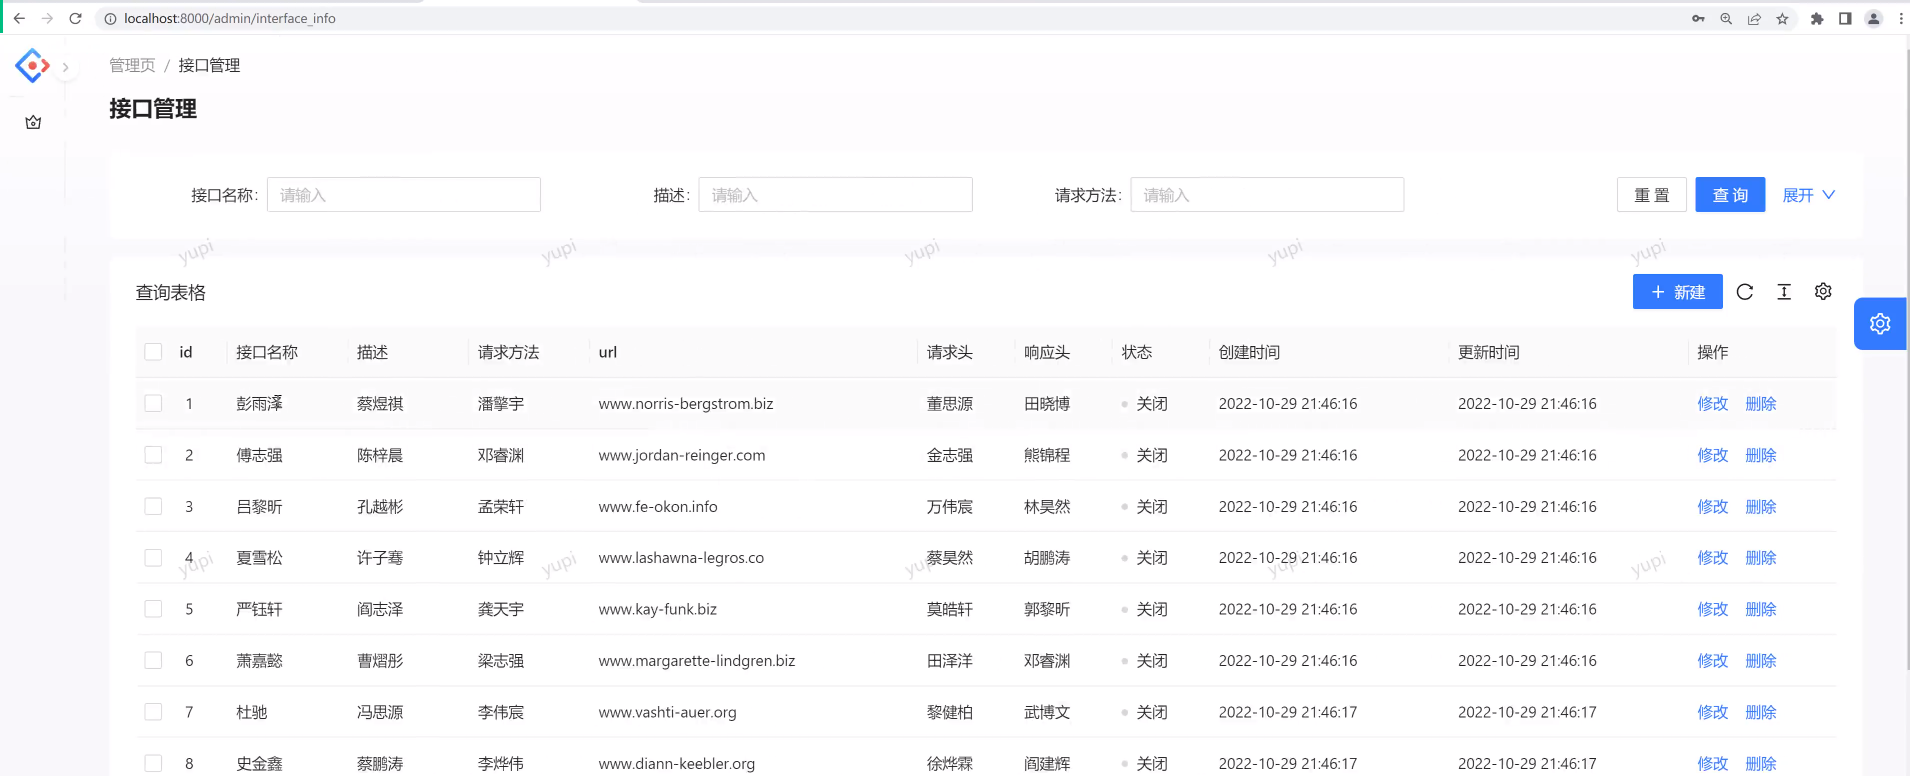 localhost:8000/admin/interface_info
管理页 / 接口管理
接口管理
接口名称: 请输入 描述: 请输入 请求方法: 请输入 重 置 查 询 展开
yupi yupi yupi yupi yupi
查询表格 + 新建
id 接口名称 描述 请求方法 url 请求头 响应头 状态 创建时间 更新时间 操作
1 彭雨泽 蔡煜祺 潘擎宇 www.norris-bergstrom.biz 董思源 田晓博 关闭 2022-10-29 21:46:16 2022-10-29 21:46:16 修改 删除
2 傅志强 陈梓晨 邓睿渊 www.jordan-reinger.com 金志强 熊锦程 关闭 2022-10-29 21:46:16 2022-10-29 21:46:16 修改 删除
3 吕黎昕 孔越彬 孟荣轩 www.fe-okon.info 万伟宸 林昊然 关闭 2022-10-29 21:46:16 2022-10-29 21:46:16 修改 删除
4 夏雪松 许子骞 钟立辉 www.lashawna-legros.co 蔡昊然 胡鹏涛 关闭 2022-10-29 21:46:16 2022-10-29 21:46:16 修改 删除
yupi yupi yupi yupi yupi
5 严钰轩 阎志泽 龚天宇 www.kay-funk.biz 莫皓轩 郭黎昕 关闭 2022-10-29 21:46:16 2022-10-29 21:46:16 修改 删除
6 萧嘉懿 曹熠彤 梁志强 www.margarette-lindgren.biz 田泽洋 邓睿渊 关闭 2022-10-29 21:46:16 2022-10-29 21:46:16 修改 删除
7 杜驰 冯思源 李伟宸 www.vashti-auer.org 黎健柏 武博文 关闭 2022-10-29 21:46:17 2022-10-29 21:46:17 修改 删除
8 史金鑫 蔡鹏涛 李烨伟 www.diann-keebler.org 徐烨霖 阎建辉 关闭 2022-10-29 21:46:17 2022-10-29 21:46:17 修改 删除